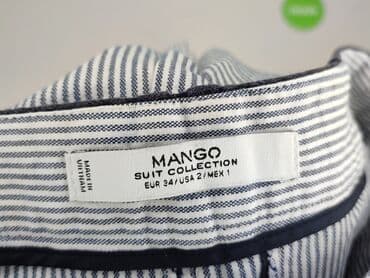 MANGO
SUIT COLLECTION
EUR 34/USA 2/MEX 1
MADE IN
VIETNAM